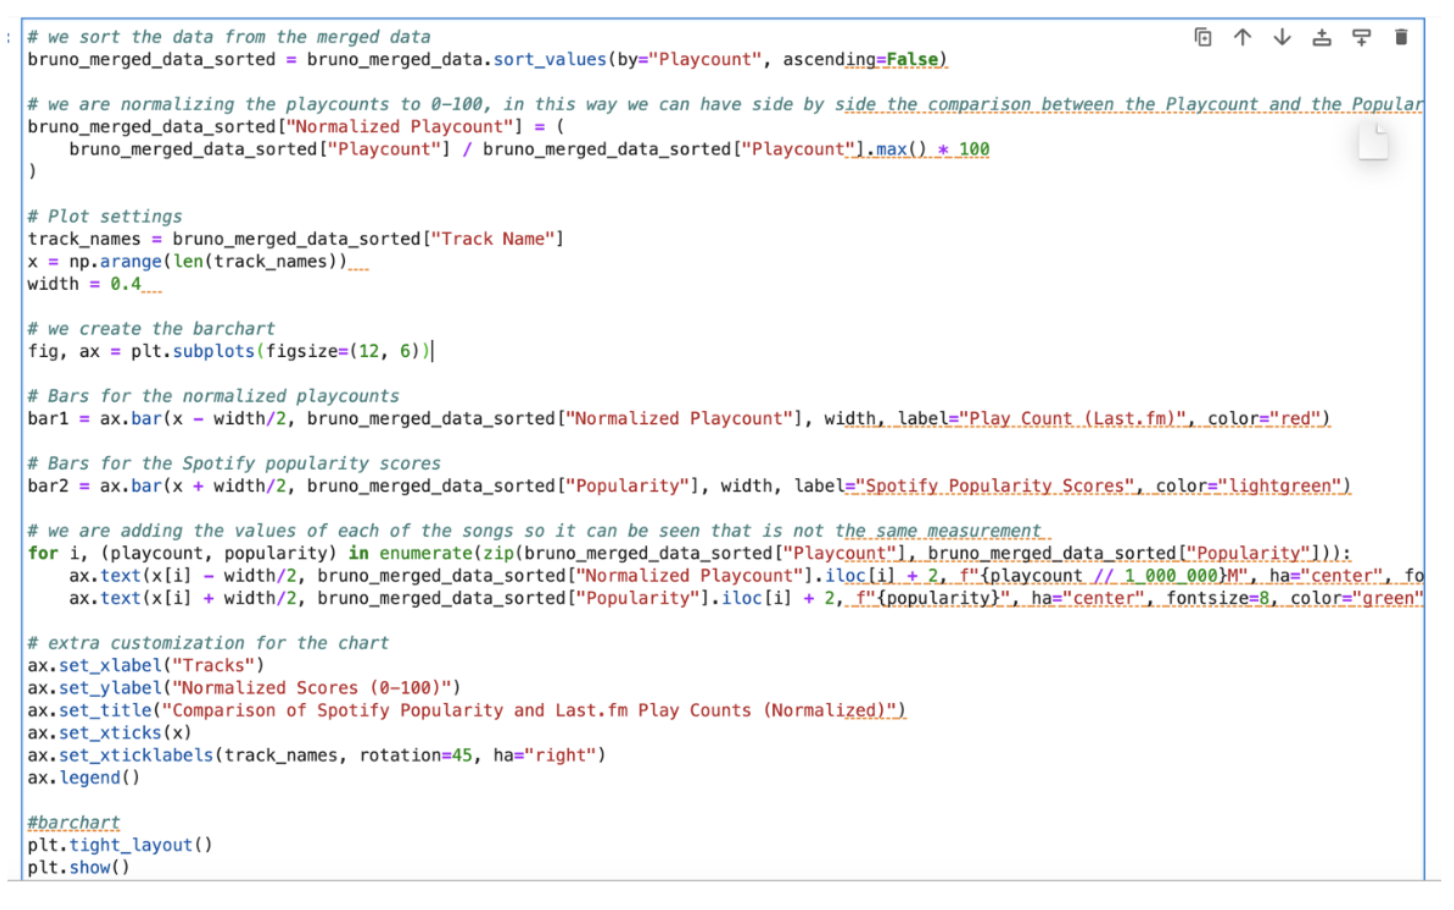 # we sort the data from the merged data
bruno_merged_data_sorted = bruno_merged_data.sort_values(by="Playcount", ascending=False)

# we are normalizing the playcounts to 0-100, in this way we can have side by side the comparison between the Playcount and the Popular
bruno_merged_data_sorted["Normalized Playcount"] = (
    bruno_merged_data_sorted["Playcount"] / bruno_merged_data_sorted["Playcount"].max() * 100
)

# Plot settings
track_names = bruno_merged_data_sorted["Track Name"]
x = np.arange(len(track_names))
width = 0.4

# we create the barchart
fig, ax = plt.subplots(figsize=(12, 6))

# Bars for the normalized playcounts
bar1 = ax.bar(x - width/2, bruno_merged_data_sorted["Normalized Playcount"], width, label="Play Count (Last.fm)", color="red")

# Bars for the Spotify popularity scores
bar2 = ax.bar(x + width/2, bruno_merged_data_sorted["Popularity"], width, label="Spotify Popularity Scores", color="lightgreen")

# we are adding the values of each of the songs so it can be seen that is not the same measurement
for i, (playcount, popularity) in enumerate(zip(bruno_merged_data_sorted["Playcount"], bruno_merged_data_sorted["Popularity"])):
    ax.text(x[i] - width/2, bruno_merged_data_sorted["Normalized Playcount"].iloc[i] + 2, f"{playcount // 1_000_000}M", ha="center", fo
    ax.text(x[i] + width/2, bruno_merged_data_sorted["Popularity"].iloc[i] + 2, f"{popularity}", ha="center", fontsize=8, color="green"

# extra customization for the chart
ax.set_xlabel("Tracks")
ax.set_ylabel("Normalized Scores (0-100)")
ax.set_title("Comparison of Spotify Popularity and Last.fm Play Counts (Normalized)")
ax.set_xticks(x)
ax.set_xticklabels(track_names, rotation=45, ha="right")
ax.legend()

#barchart
plt.tight_layout()
plt.show()